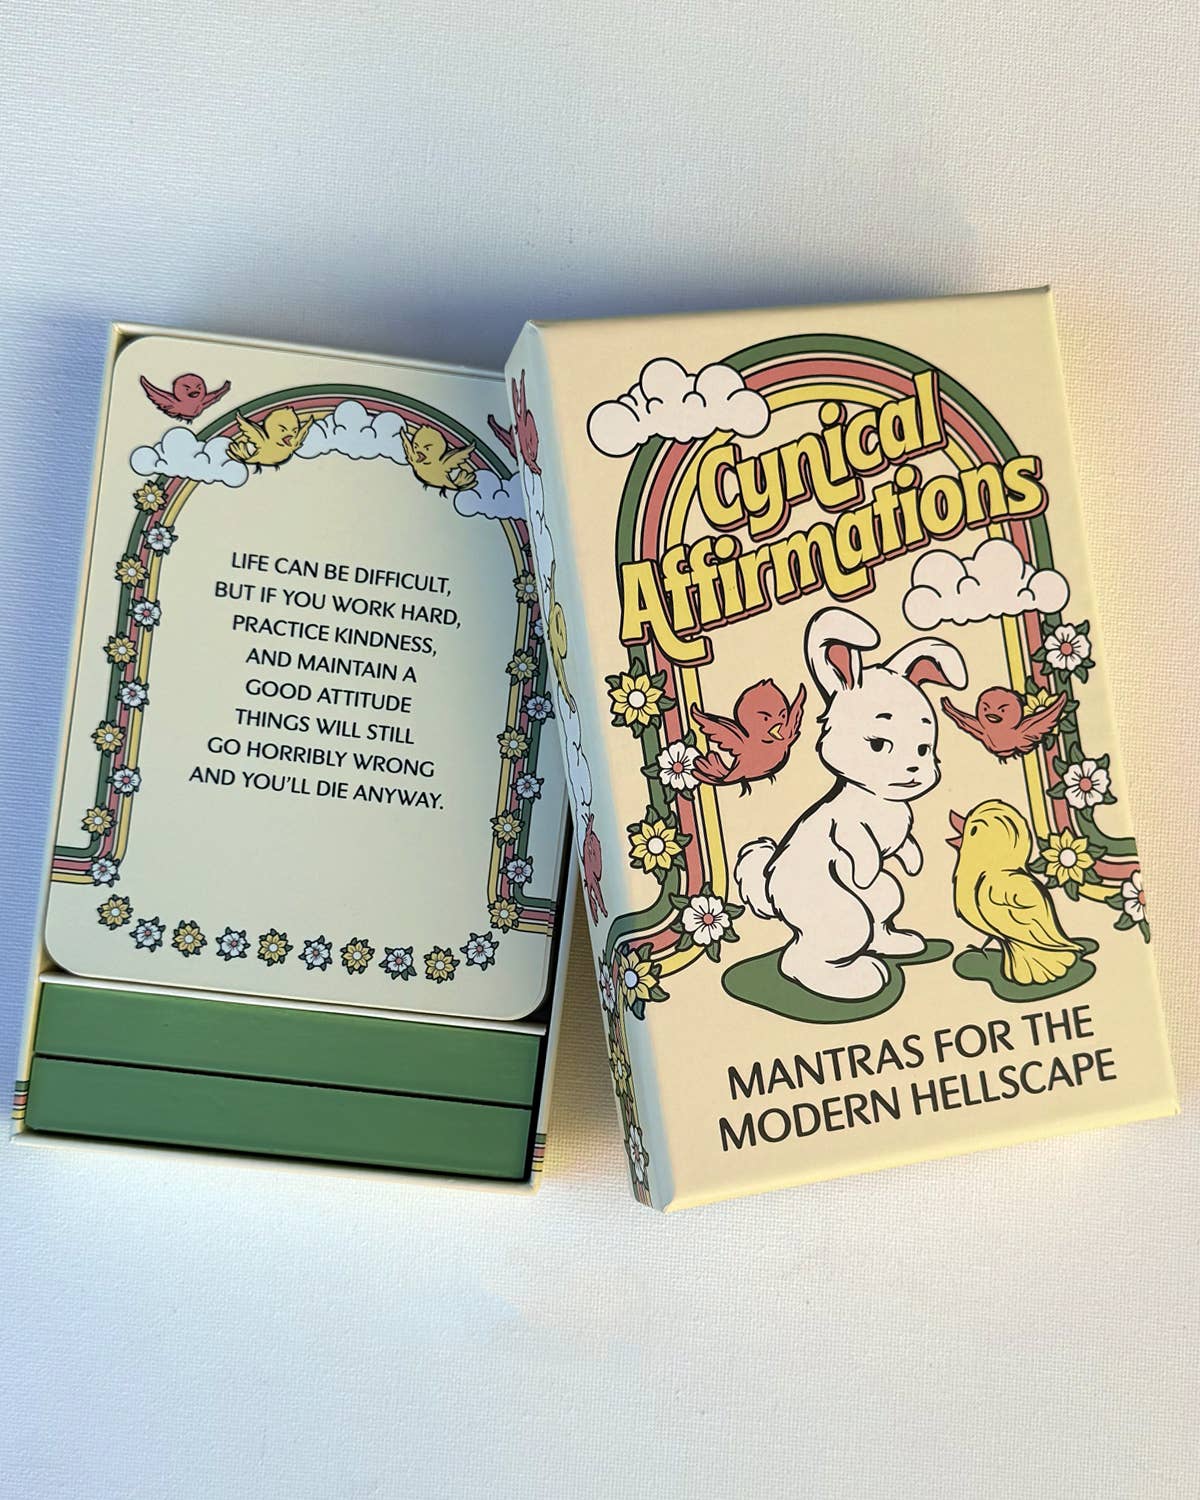 LIFE CAN BE DIFFICULT,
BUT IF YOU WORK HARD,
PRACTICE KINDNESS,
AND MAINTAIN A
GOOD ATTITUDE
THINGS WILL STILL
GO HORRIBLY WRONG
AND YOU'LL DIE ANYWAY.
Cynical
Affirmations
MANTRAS FOR THE
MODERN HELLSCAPE